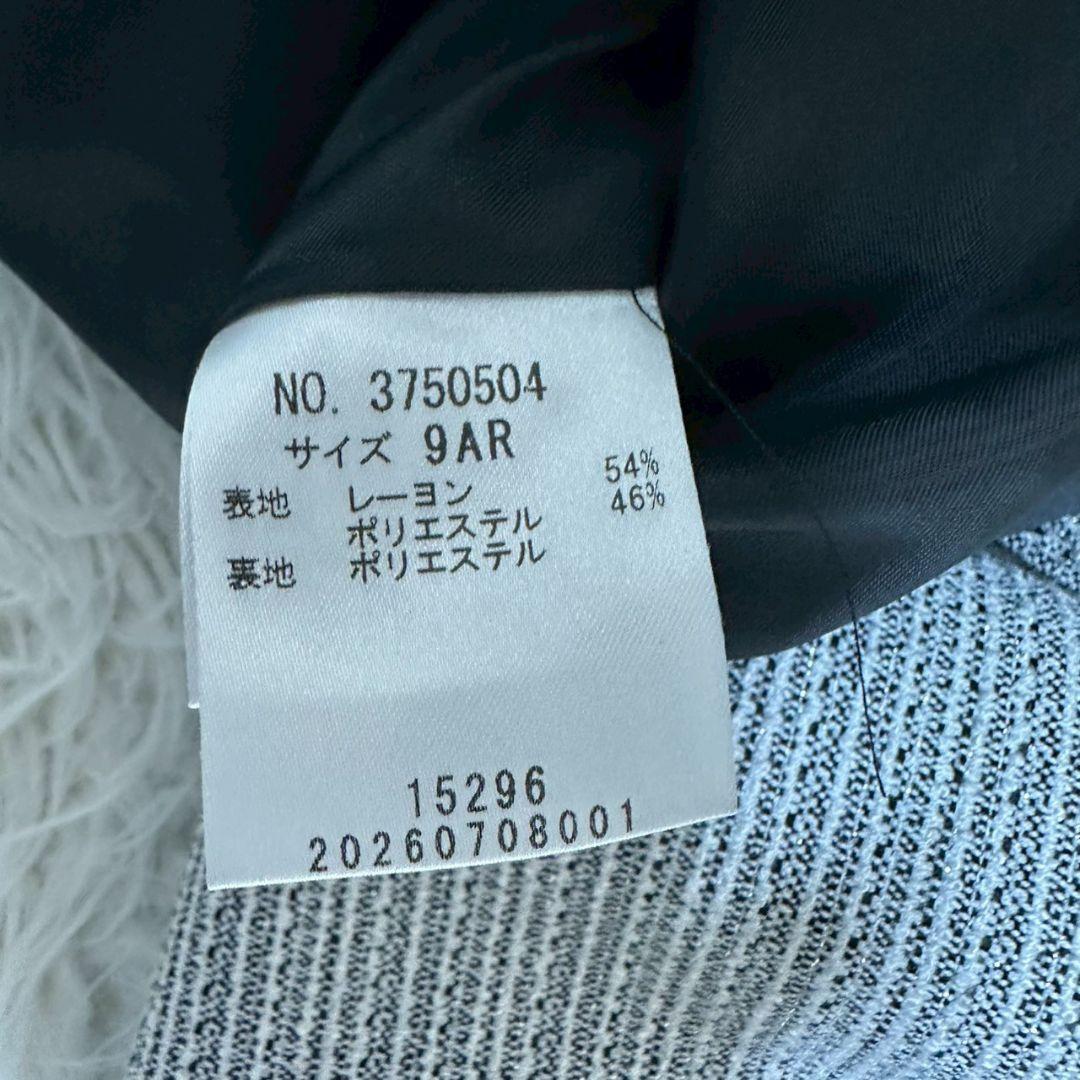 NO. 3750504
サイズ 9AR
表地 レーヨン 54%
ポリエステル 46%
裏地 ポリエステル
15296
20260708001